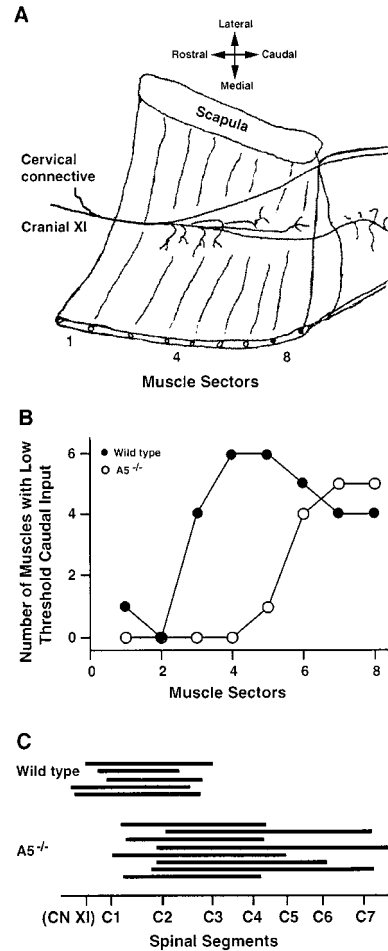 A
Lateral
Rostral Caudal
Medial
Scapula
Cervical
connective
Cranial XI
1 4 8
Muscle Sectors
B
Number of Muscles with Low
Threshold Caudal Input
6
4
2
0
Wild type
A5 -/-
0 2 4 6 8
Muscle Sectors
C
Wild type
A5 -/-
(CN XI) C1 C2 C3 C4 C5 C6 C7
Spinal Segments